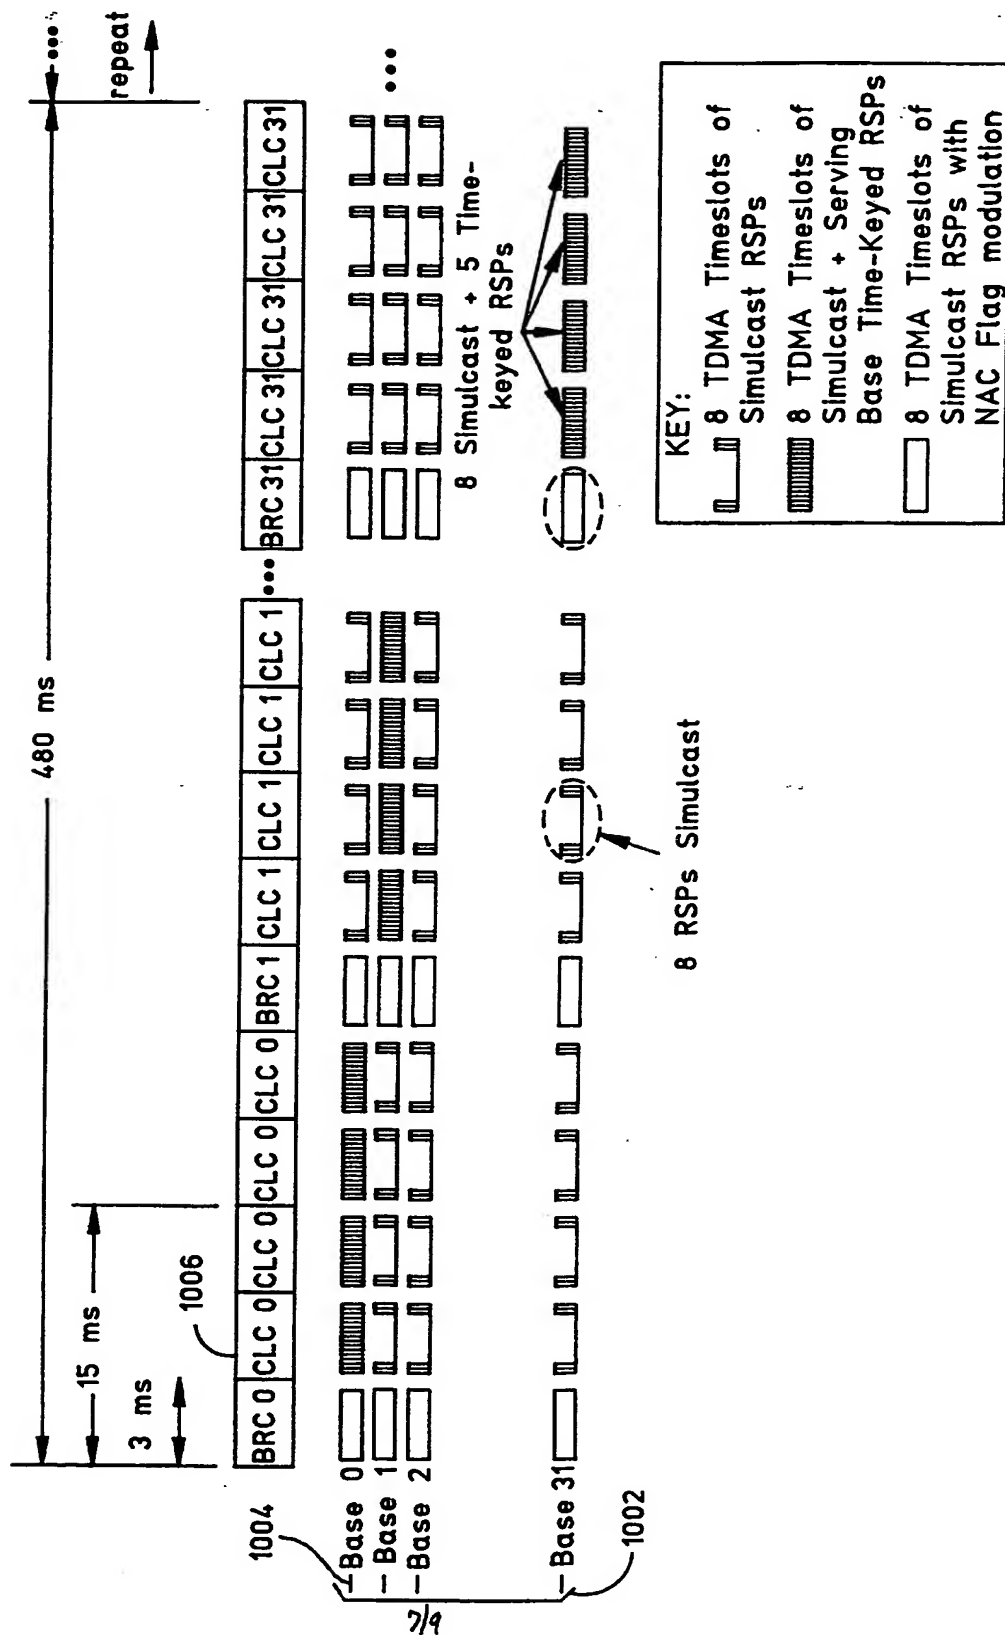 480 ms
•••
repeat
15 ms
3 ms
1006
BRC 0 CLC 0 CLC 0 CLC 0 CLC 0 BRC 1 CLC 1 CLC 1 CLC 1 CLC 1 ••• BRC 31 CLC 31 CLC 31 CLC 31 CLC 31
1004
Base 0
Base 1
•••
Base 2
8 Simulcast + 5 Time-
keyed RSPs
Base 31
1002
8 RSPs Simulcast
7/9
KEY:
8 TDMA Timeslots of
Simulcast RSPs
8 TDMA Timeslots of
Simulcast + Serving
Base Time-Keyed RSPs
8 TDMA Timeslots of
Simulcast RSPs with
NAC Flag modulation